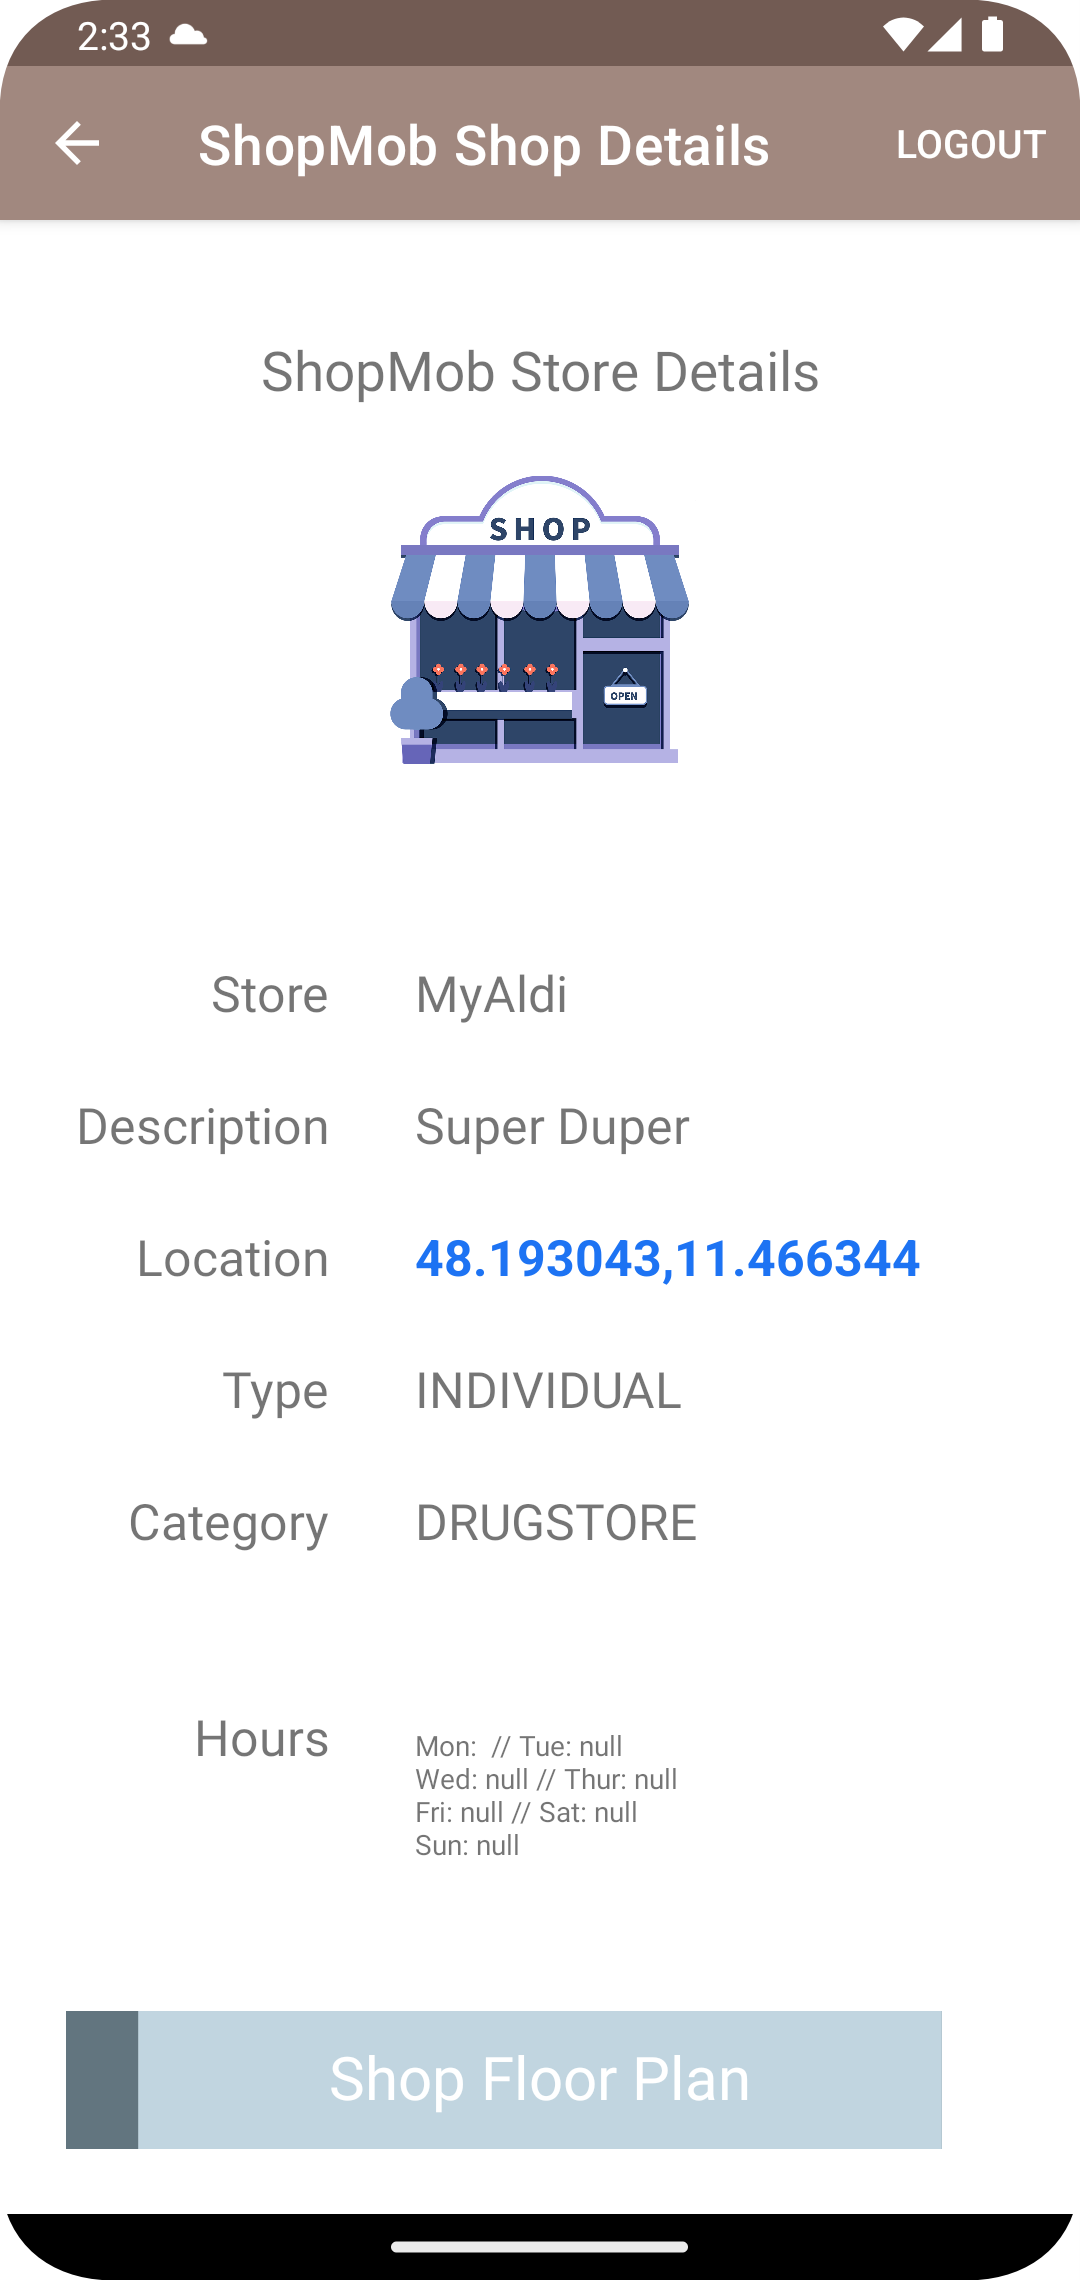 2:33
ShopMob Shop Details
LOGOUT
ShopMob Store Details
SHOP
OPEN
Store MyAldi
Description Super Duper
Location 48.193043,11.466344
Type INDIVIDUAL
Category DRUGSTORE
Hours Mon:  // Tue: null
Wed: null // Thur: null
Fri: null // Sat: null
Sun: null
Shop Floor Plan